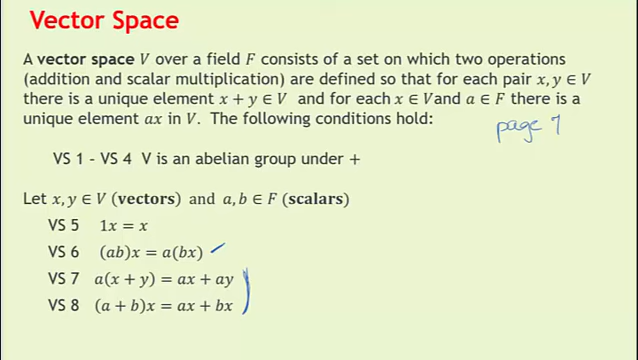 Vector Space
A vector space V over a field F consists of a set on which two operations
(addition and scalar multiplication) are defined so that for each pair x, y ∈ V
there is a unique element x + y ∈ V and for each x ∈ V and a ∈ F there is a
unique element ax in V. The following conditions hold:
page 7
VS 1 - VS 4 V is an abelian group under +
Let x, y ∈ V (vectors) and a, b ∈ F (scalars)
VS 5 1x = x
VS 6 (ab)x = a(bx)
VS 7 a(x + y) = ax + ay
VS 8 (a + b)x = ax + bx